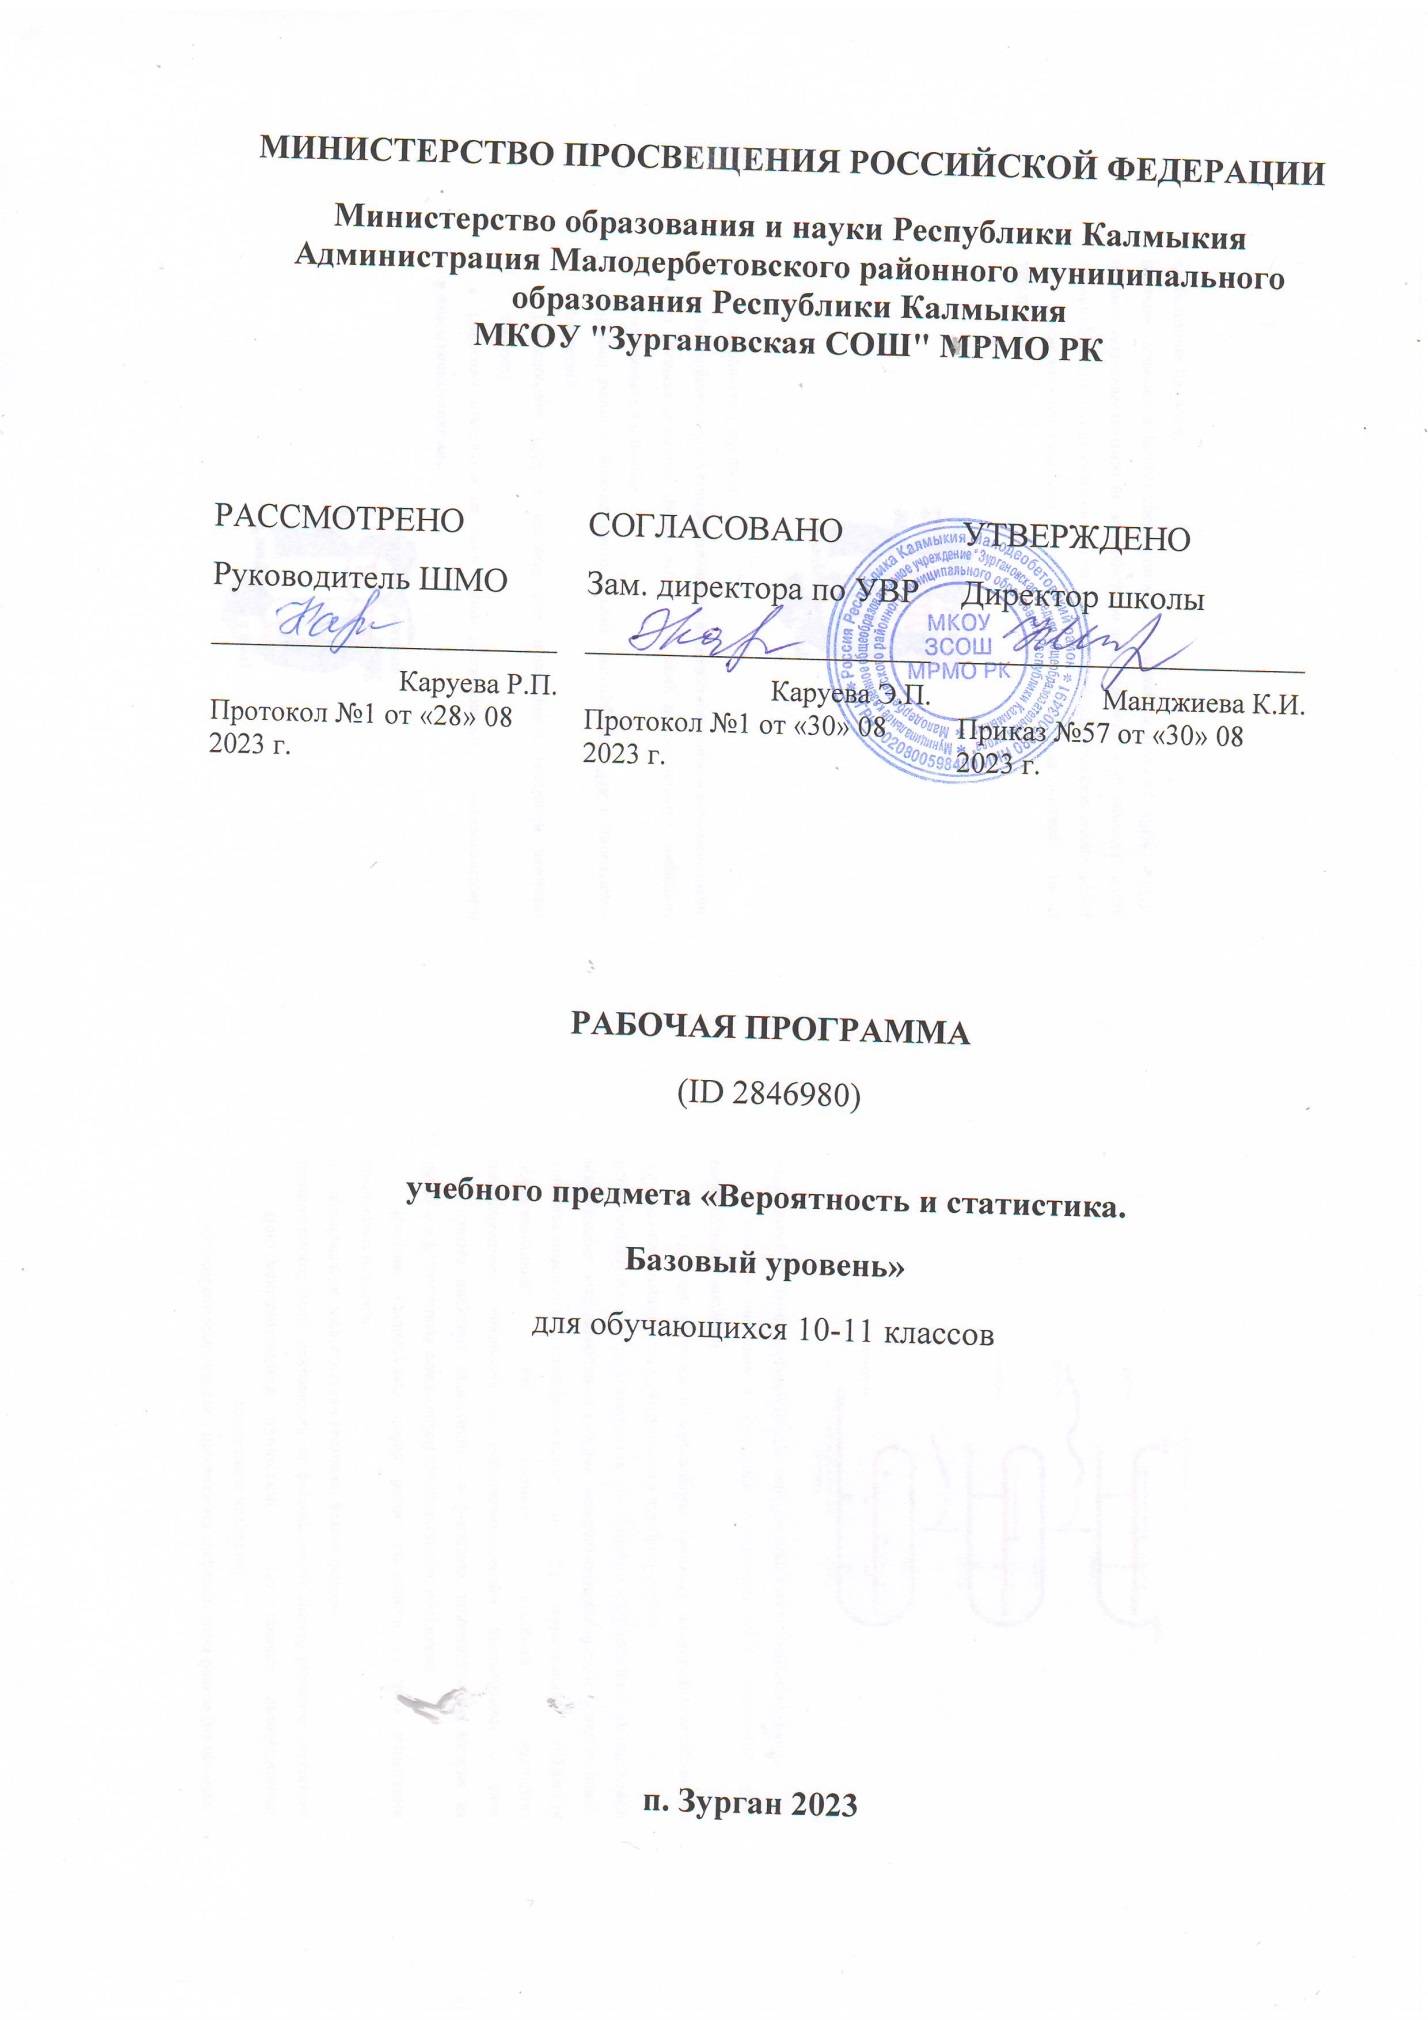 МИНИСТЕРСТВО ПРОСВЕЩЕНИЯ РОССИЙСКОЙ ФЕДЕРАЦИИ
Министерство образования и науки Республики Калмыкия
Администрация Малодербетовского районного муниципального
образования Республики Калмыкия
МКОУ "Зургановская СОШ" МРМО РК
РАССМОТРЕНО
Руководитель ШМО
Каруева Р.П.
Протокол №1 от «28» 08
2023 г.
СОГЛАСОВАНО
Зам. директора по УВР
Каруева Э.П.
Протокол №1 от «30» 08
2023 г.
УТВЕРЖДЕНО
Директор школы
Манджиева К.И.
Приказ №57 от «30» 08
2023 г.
МКОУ
ЗСОШ
МРМО РК
РАБОЧАЯ ПРОГРАММА
(ID 2846980)
учебного предмета «Вероятность и статистика.
Базовый уровень»
для обучающихся 10-11 классов
п. Зурган 2023